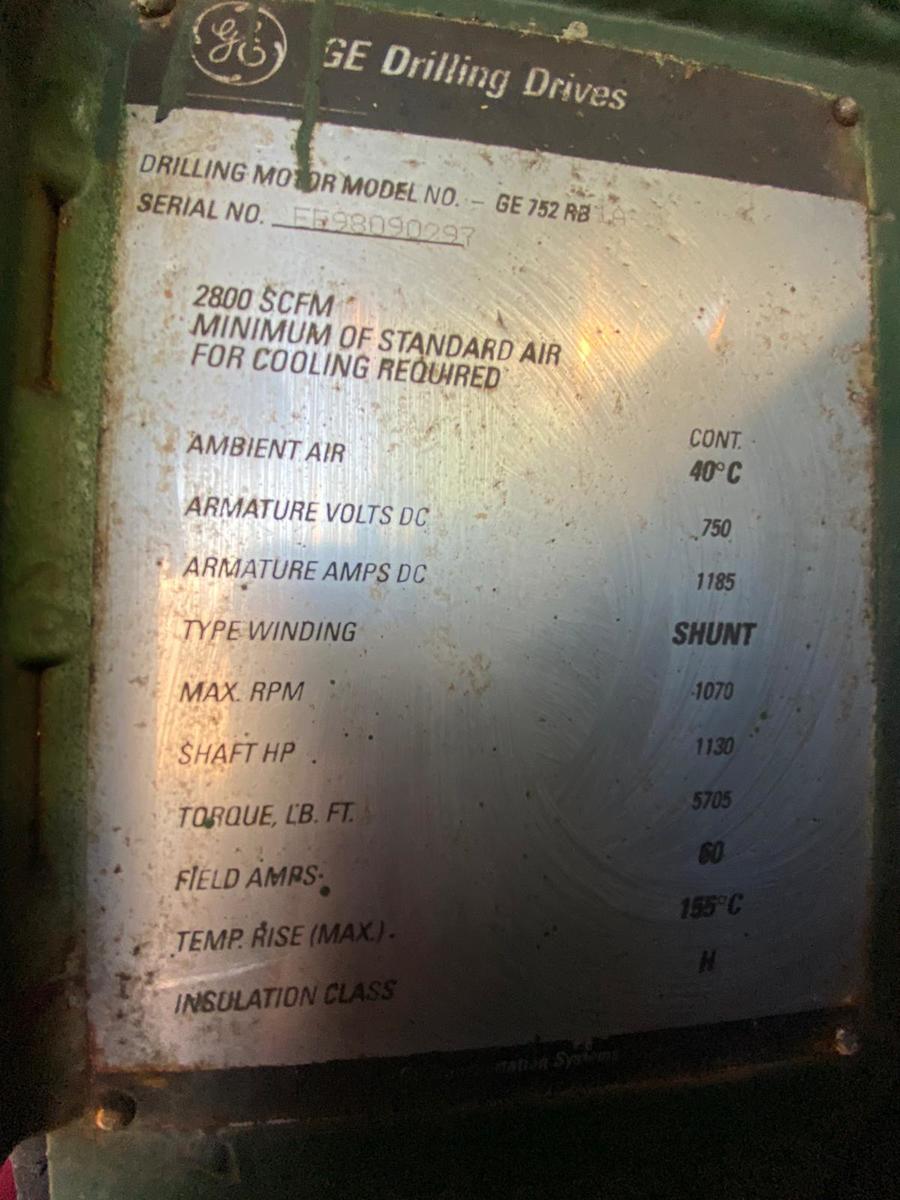 GE
GE Drilling Drives
DRILLING MOTOR MODEL NO. – GE 752 RB
SERIAL NO.
2800 SCFM
MINIMUM OF STANDARD AIR
FOR COOLING REQUIRED
CONT.
AMBIENT AIR 40°C
ARMATURE VOLTS DC 750
ARMATURE AMPS DC 1185
TYPE WINDING SHUNT
MAX. RPM 1070
SHAFT HP 1130
TORQUE, LB. FT. 5705
FIELD AMPS 60
TEMP. RISE (MAX.) 155°C
INSULATION CLASS H
Systems